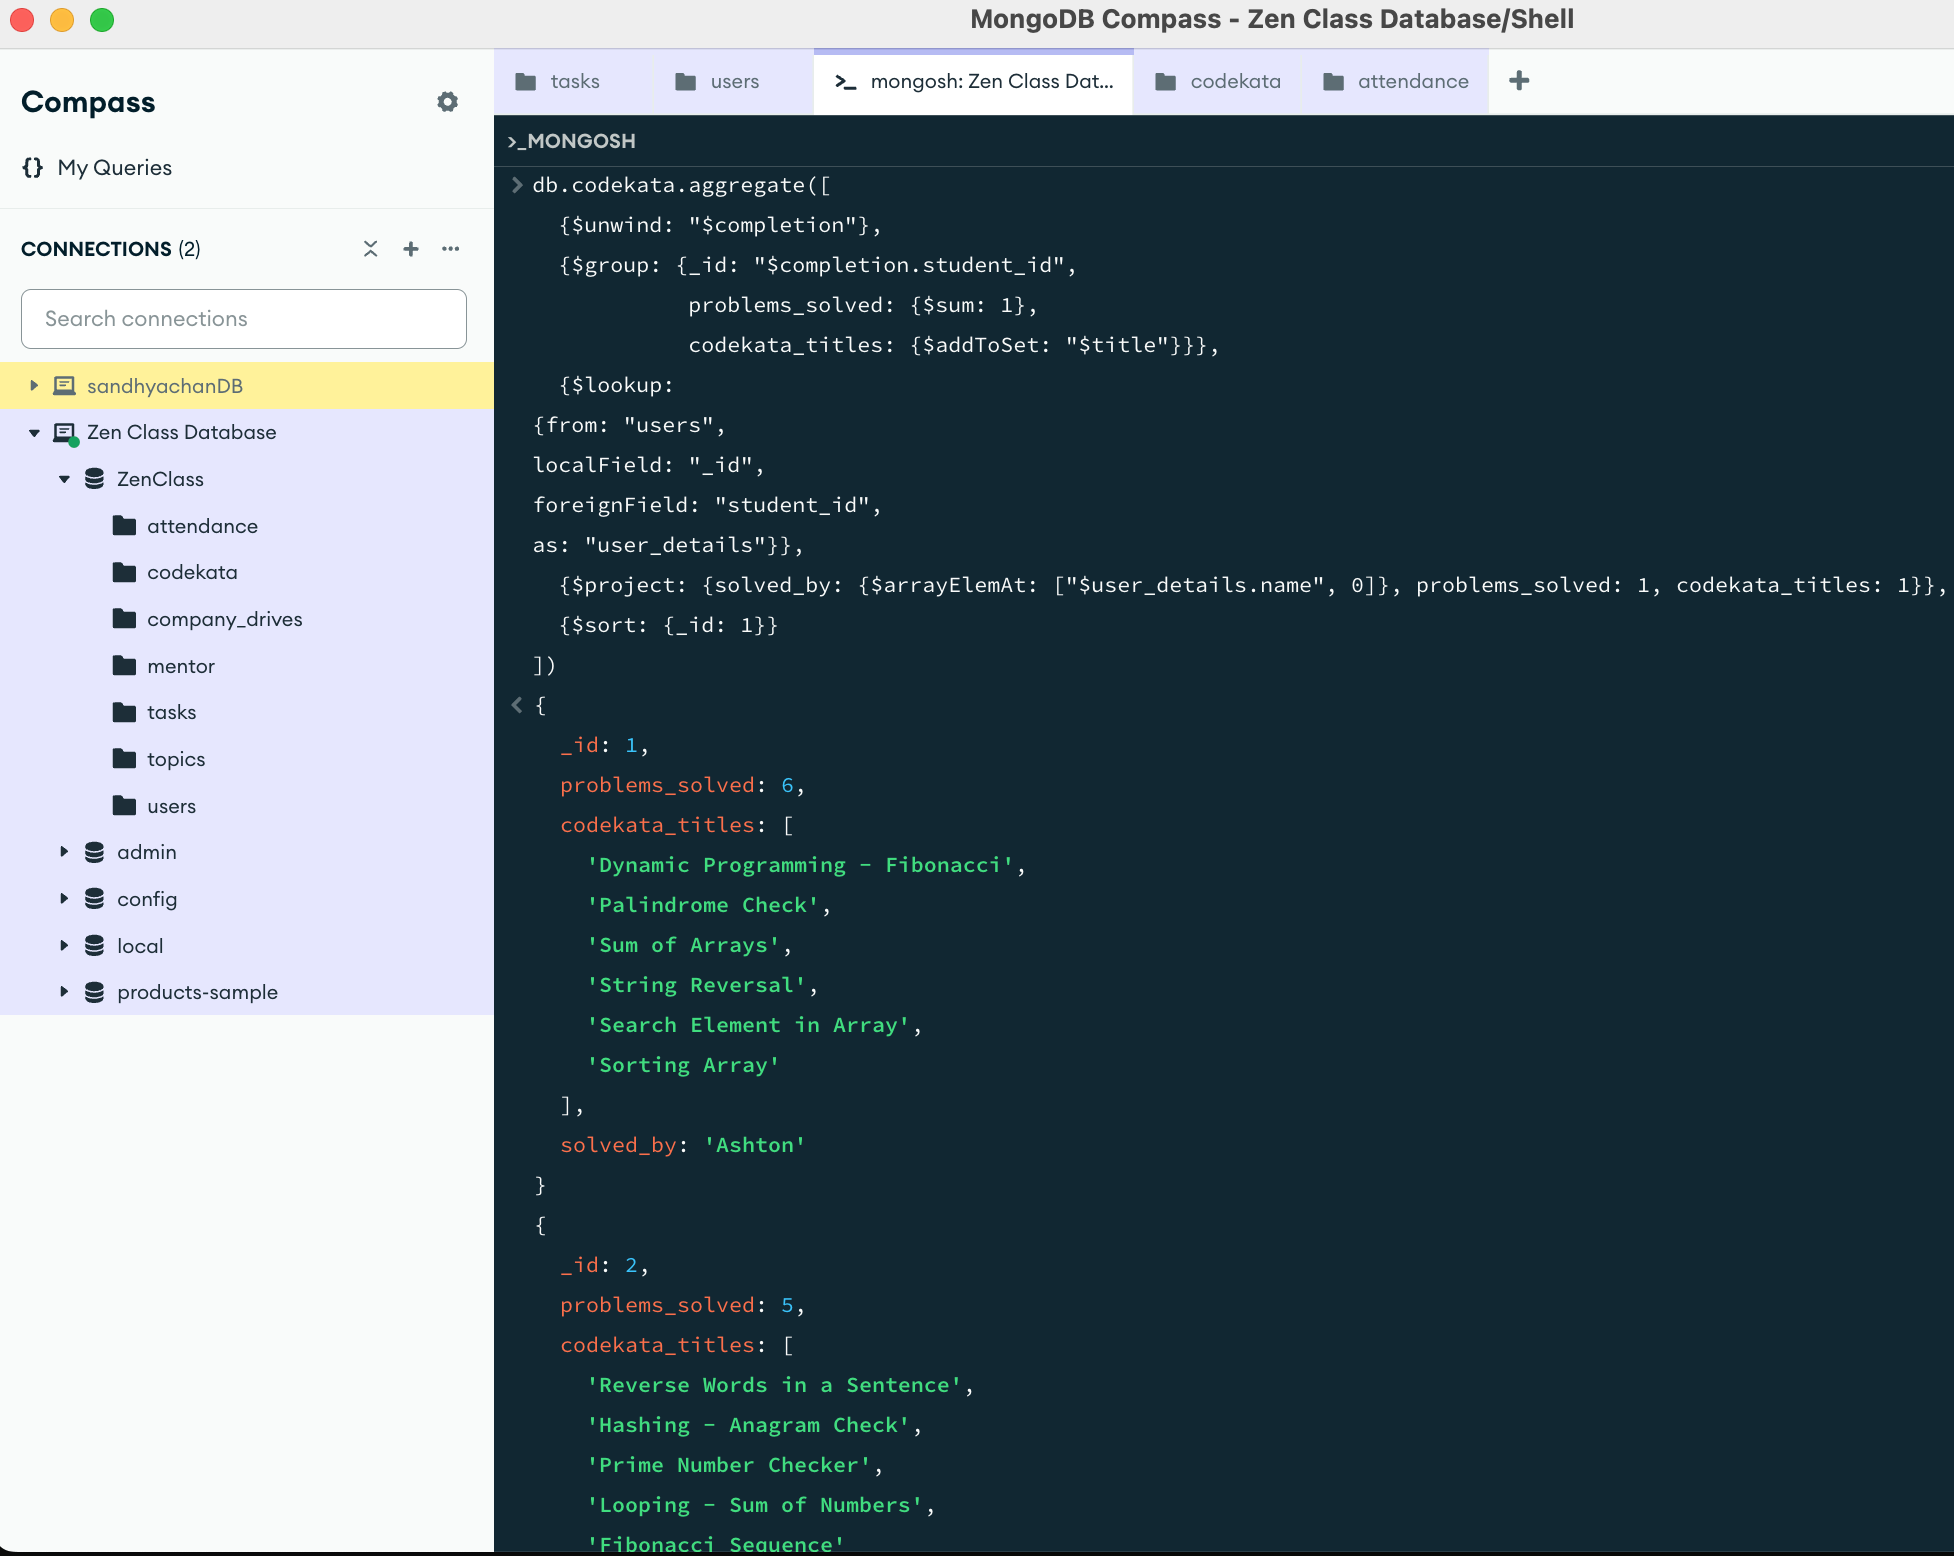 MongoDB Compass - Zen Class Database/Shell
Compass
{} My Queries
CONNECTIONS (2)
Search connections
sandhyachanDB
Zen Class Database
ZenClass
attendance
codekata
company_drives
mentor
tasks
topics
users
admin
config
local
products-sample
tasks
users
mongosh: Zen Class Dat...
codekata
attendance
>_MONGOSH
db.codekata.aggregate([
{$unwind: "$completion"},
{$group: {_id: "$completion.student_id",
problems_solved: {$sum: 1},
codekata_titles: {$addToSet: "$title"}}},
{$lookup:
{from: "users",
localField: "_id",
foreignField: "student_id",
as: "user_details"}},
{$project: {solved_by: {$arrayElemAt: ["$user_details.name", 0]}, problems_solved: 1, codekata_titles: 1}},
{$sort: {_id: 1}}
])
{
_id: 1,
problems_solved: 6,
codekata_titles: [
'Dynamic Programming - Fibonacci',
'Palindrome Check',
'Sum of Arrays',
'String Reversal',
'Search Element in Array',
'Sorting Array'
],
solved_by: 'Ashton'
}
{
_id: 2,
problems_solved: 5,
codekata_titles: [
'Reverse Words in a Sentence',
'Hashing - Anagram Check',
'Prime Number Checker',
'Looping - Sum of Numbers',
'Fibonacci Sequence'